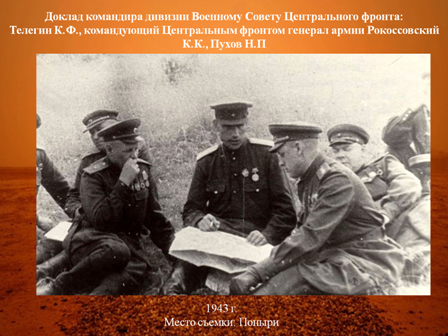 Доклад командира дивизии Военному Совету Центрального фронта:
Телегин К.Ф., командующий Центральным фронтом генерал армии Рокоссовский
К.К., Пухов Н.П
1943 г.
Место съемки: Поныри